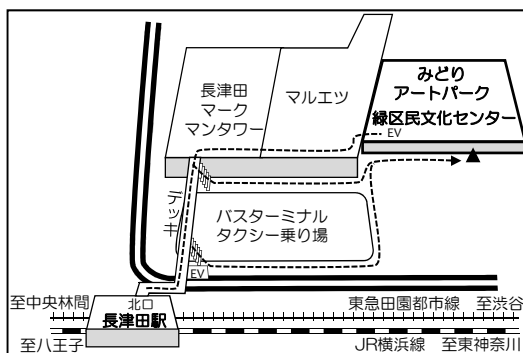 みどり
アートパーク
緑区民文化センター
長津田
マーク
マンタワー
マルエツ
EV
デッキ
バスターミナル
タクシー乗り場
EV
至中央林間
北口
長津田駅
東急田園都市線 至渋谷
至八王子
JR横浜線 至東神奈川